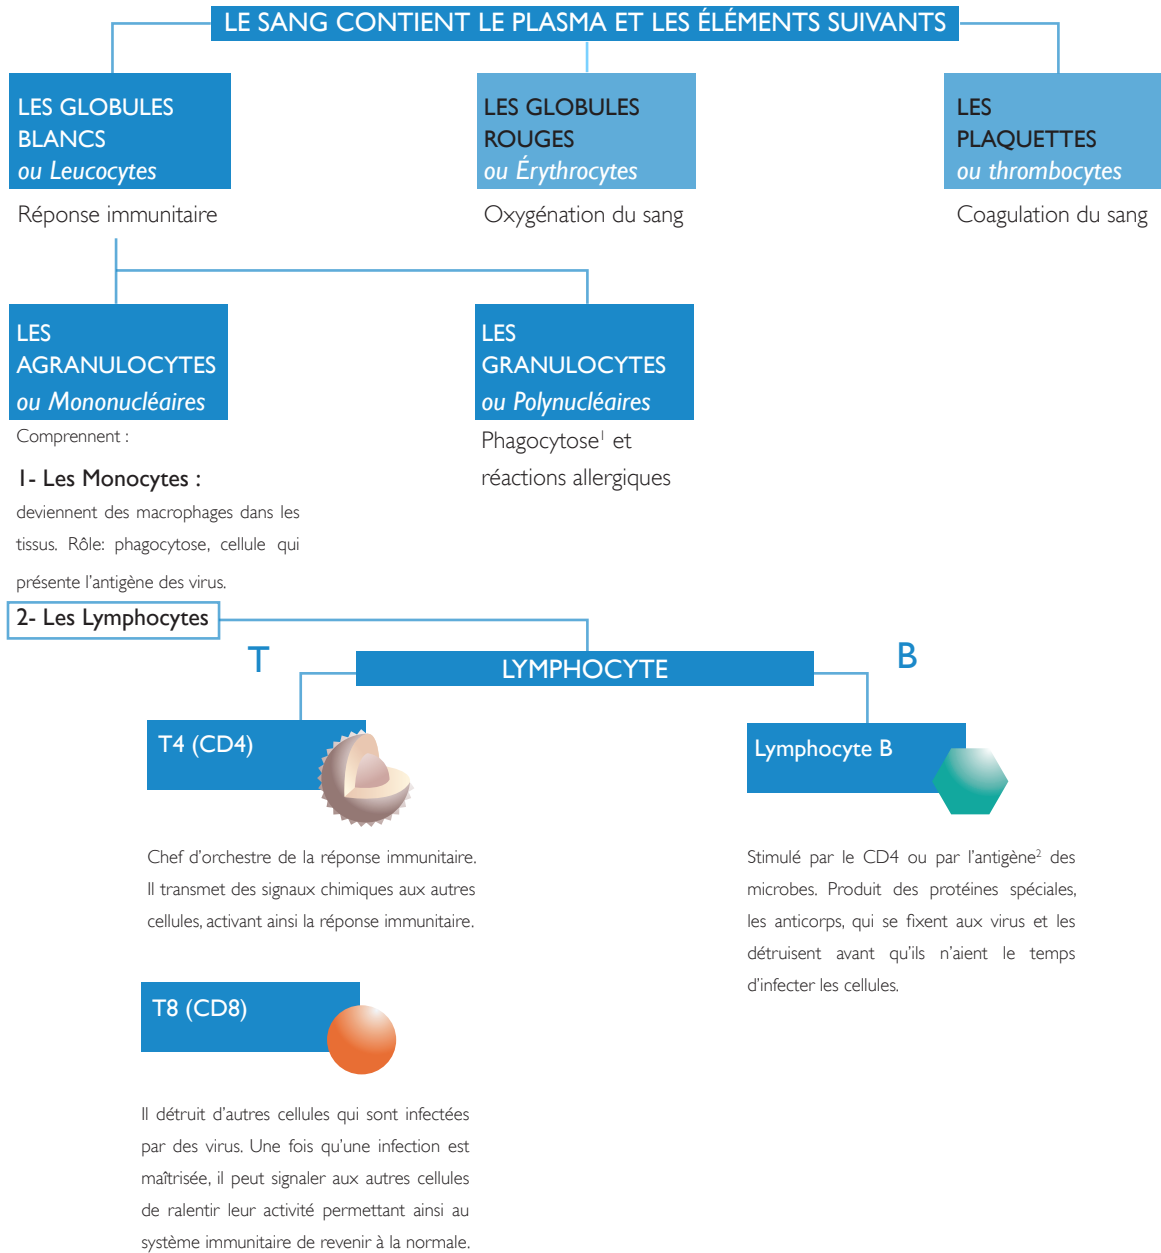 LE SANG CONTIENT LE PLASMA ET LES ÉLÉMENTS SUIVANTS
LES GLOBULES
BLANCS
ou Leucocytes
Réponse immunitaire
LES GLOBULES
ROUGES
ou Érythrocytes
Oxygénation du sang
LES
PLAQUETTES
ou thrombocytes
Coagulation du sang
LES
AGRANULOCYTES
ou Mononucléaires
Comprennent :
1- Les Monocytes :
deviennent des macrophages dans les
tissus. Rôle: phagocytose, cellule qui
présente l'antigène des virus.
2- Les Lymphocytes
LES
GRANULOCYTES
ou Polynucléaires
Phagocytose¹ et
réactions allergiques
T
LYMPHOCYTE
B
T4 (CD4)
Chef d'orchestre de la réponse immunitaire.
Il transmet des signaux chimiques aux autres
cellules, activant ainsi la réponse immunitaire.
T8 (CD8)
Il détruit d'autres cellules qui sont infectées
par des virus. Une fois qu'une infection est
maîtrisée, il peut signaler aux autres cellules
de ralentir leur activité permettant ainsi au
système immunitaire de revenir à la normale.
Lymphocyte B
Stimulé par le CD4 ou par l'antigène² des
microbes. Produit des protéines spéciales,
les anticorps, qui se fixent aux virus et les
détruisent avant qu'ils n'aient le temps
d'infecter les cellules.